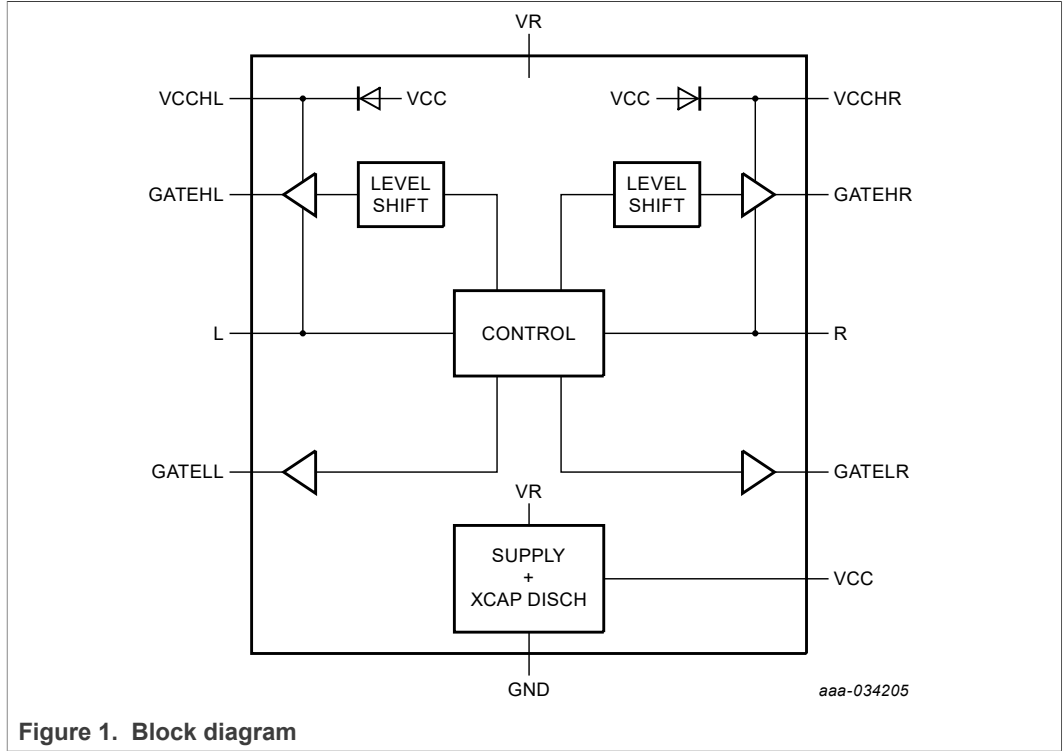 VR
VCCHL
VCC
VCC
VCCHR
GATEHL
LEVEL
SHIFT
LEVEL
SHIFT
GATEHR
L
CONTROL
R
GATELL
GATELR
VR
SUPPLY
+
XCAP DISCH
VCC
GND
aaa-034205
Figure 1. Block diagram